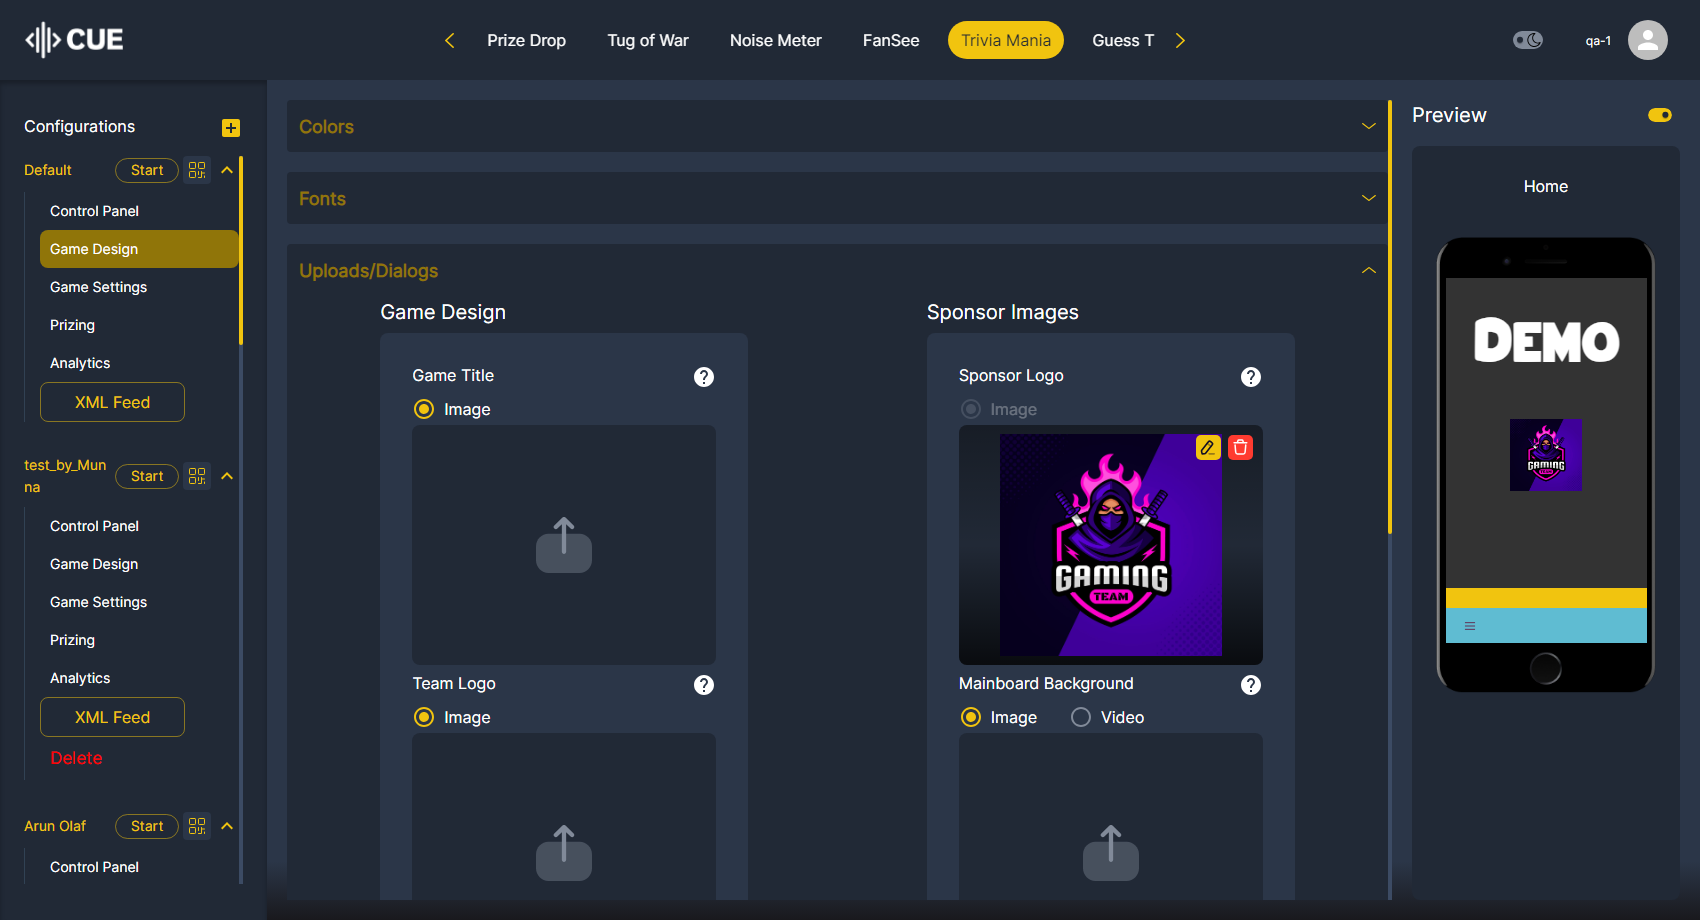 CUE
Prize Drop
Tug of War
Noise Meter
FanSee
Trivia Mania
Guess T
qa-1
Configurations
Default
Start
Control Panel
Game Design
Game Settings
Prizing
Analytics
XML Feed
test_by_Mun
na
Start
Control Panel
Game Design
Game Settings
Prizing
Analytics
XML Feed
Delete
Arun Olaf
Start
Control Panel
Colors
Fonts
Uploads/Dialogs
Game Design
Game Title
Image
Team Logo
Image
Sponsor Images
Sponsor Logo
Image
GAMING
TEAM
Mainboard Background
Image
Video
Preview
Home
DEMO
GAMING